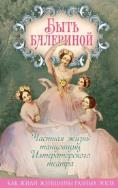 Быть
балериной
Частная жизнь
танцовщиц
Императорского
театра
КАК ЖИЛИ ЖЕНЩИНЫ РАЗНЫХ ЭПОХ